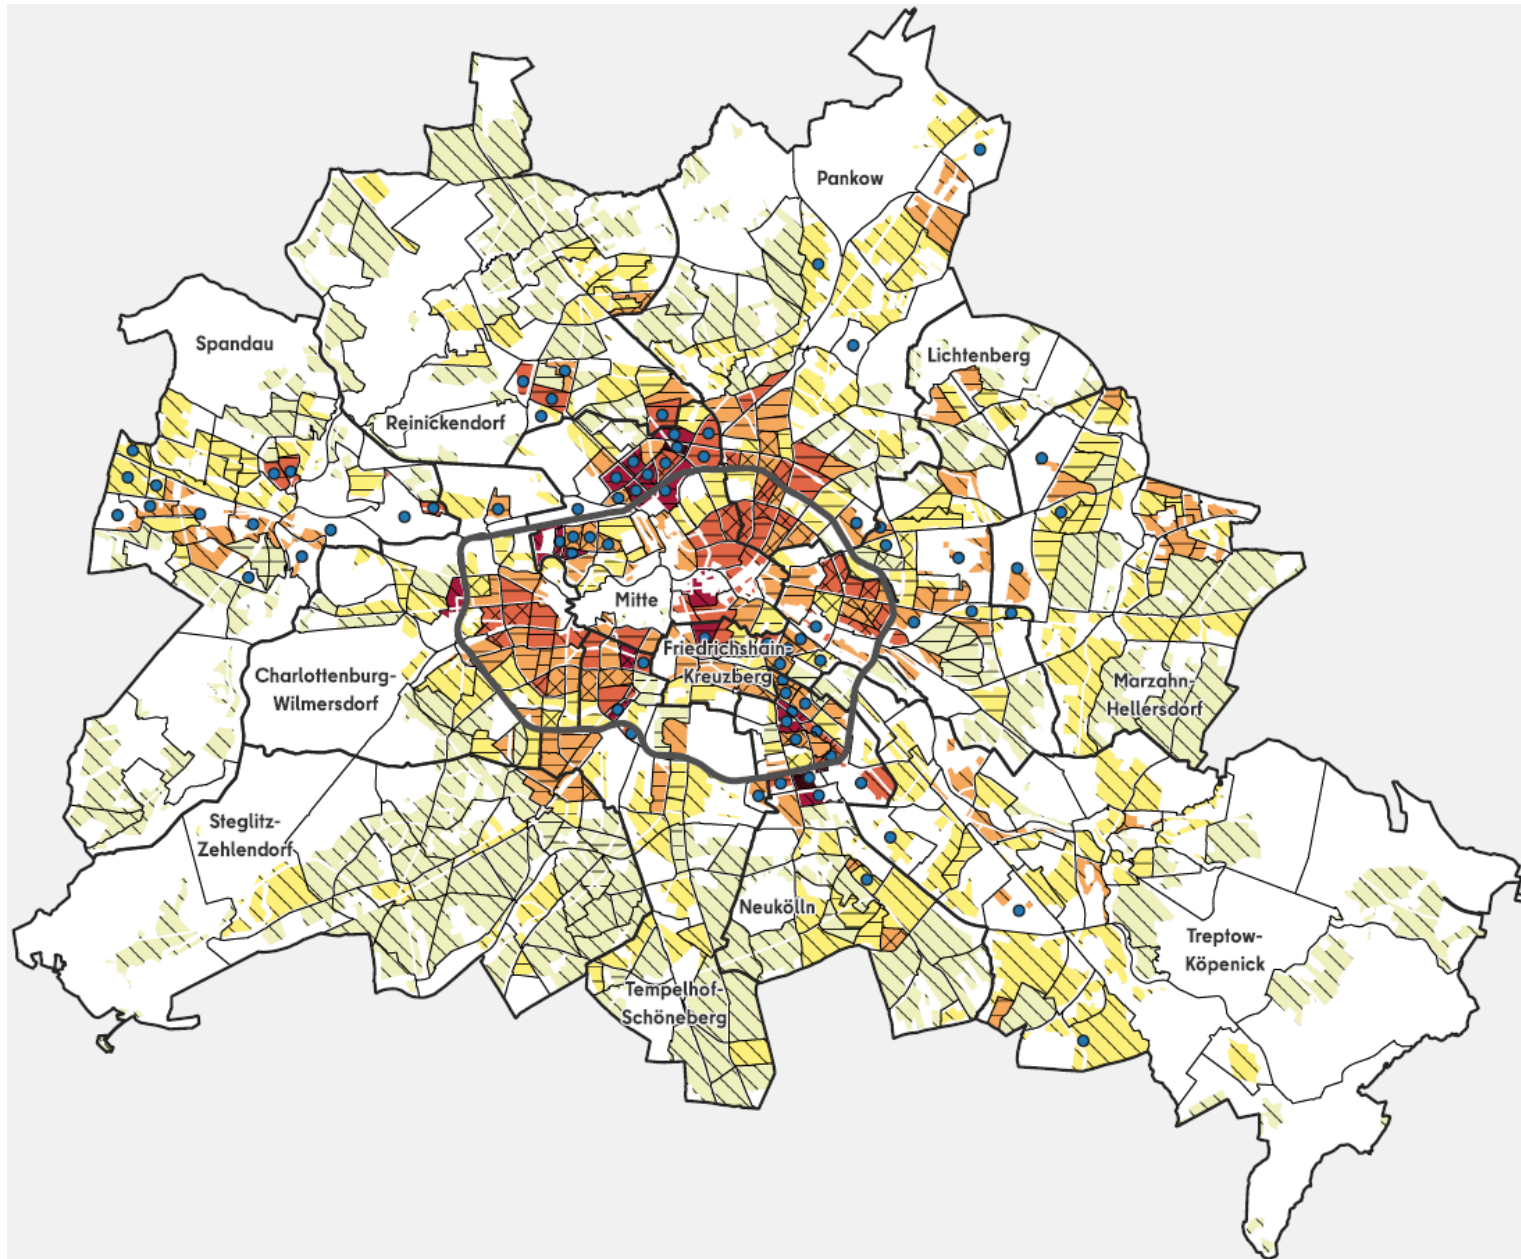 Pankow
Spandau
Lichtenberg
Reinickendorf
Mitte
Friedrichshain-
Kreuzberg
Charlottenburg-
Wilmersdorf
Marzahn-
Hellersdorf
Steglitz-
Zehlendorf
Neukölln
Treptow-
Köpenick
Tempelhof-
Schöneberg